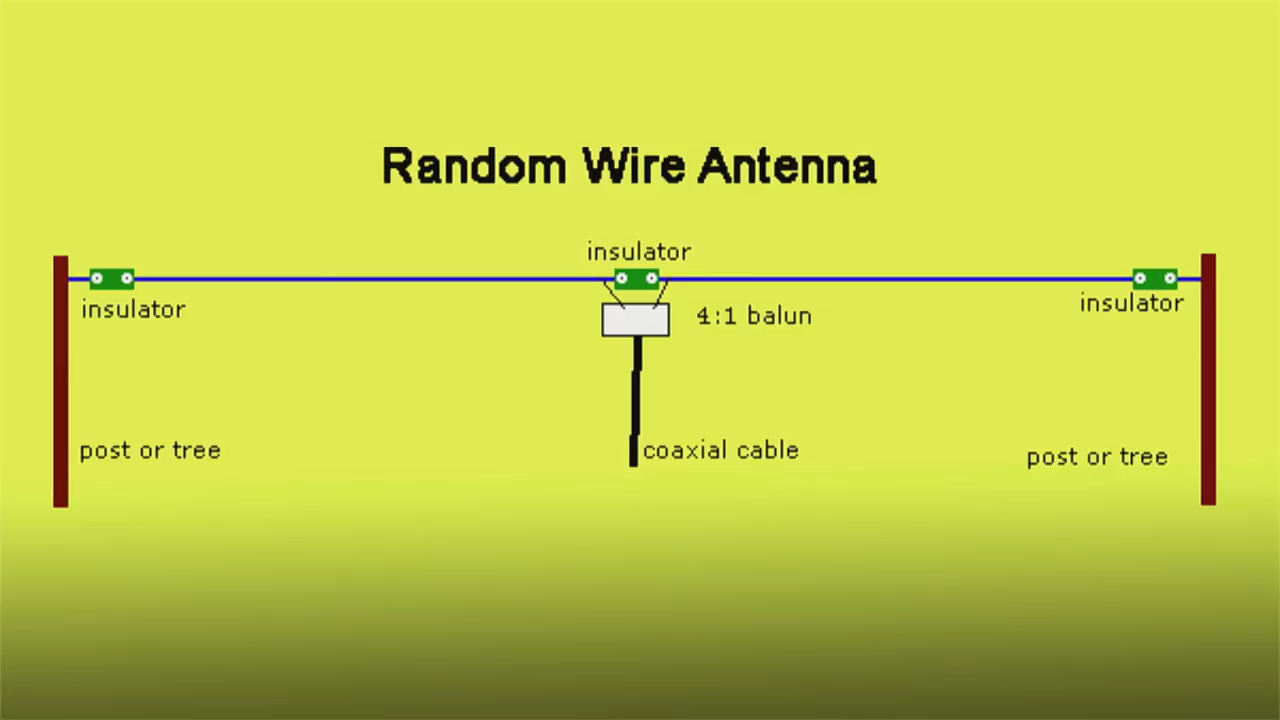 Random Wire Antenna
insulator
insulator
insulator
4:1 balun
post or tree
coaxial cable
post or tree